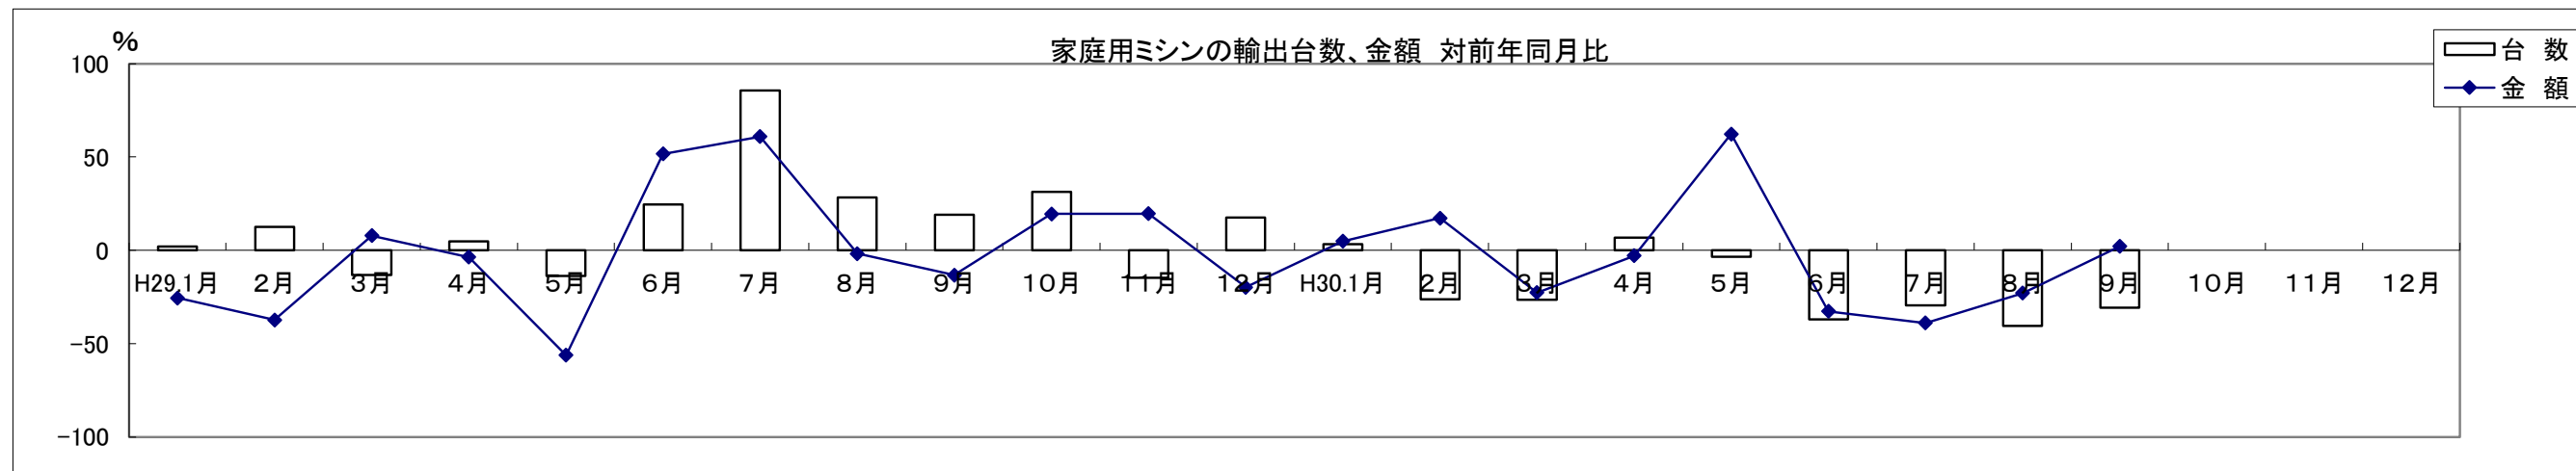 家庭用ミシンの輸出台数、金額　対前年同月比
%
台　数
金　額
100
50
0
-50
-100
H29.1月　２月　３月　４月　５月　６月　７月　８月　９月　１０月　１１月　１２月　H30.1月　２月　３月　４月　５月　６月　７月　８月　９月　１０月　１１月　１２月